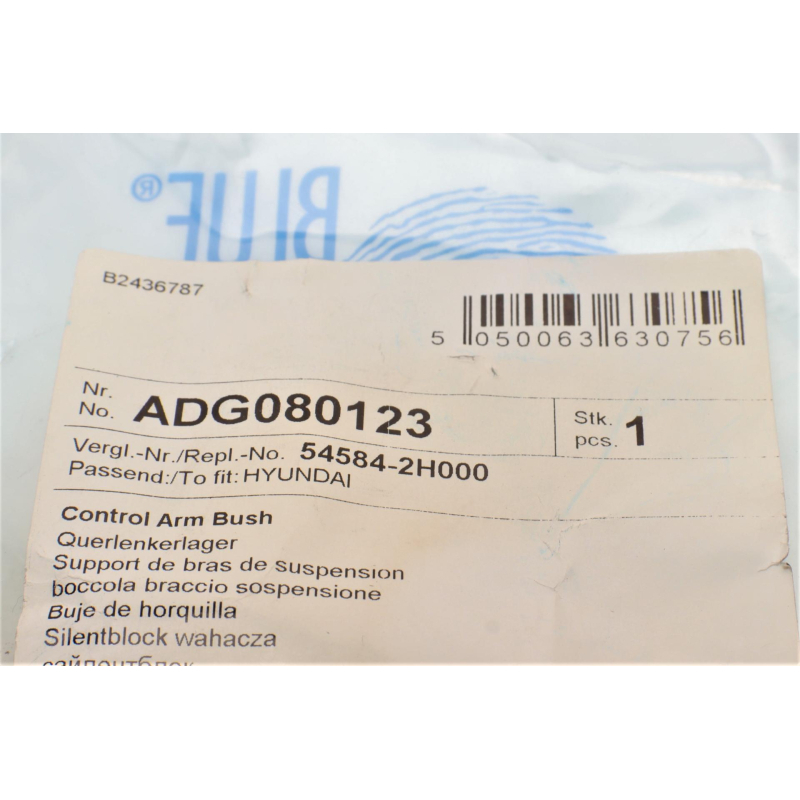 BLUE®
B2436787
5 050063 630756
Nr.
No. ADG080123
Stk.
pcs. 1
Vergl.-Nr./Repl.-No. 54584-2H000
Passend:/To fit: HYUNDAI
Control Arm Bush
Querlenkerlager
Support de bras de suspension
boccola braccio sospensione
Buje de horquilla
Silentblock wahacza
сайлентблок